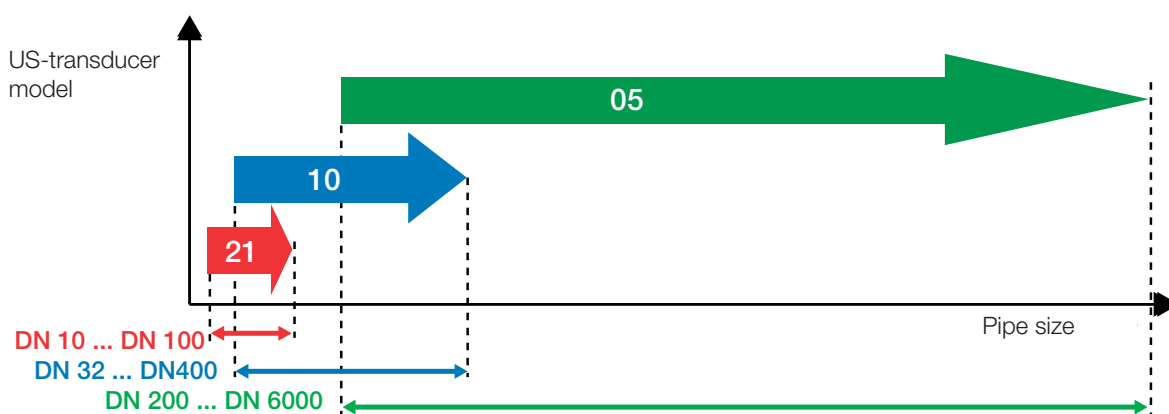 US-transducer
model
05
10
21
Pipe size
DN 10 ... DN 100
DN 32 ... DN400
DN 200 ... DN 6000